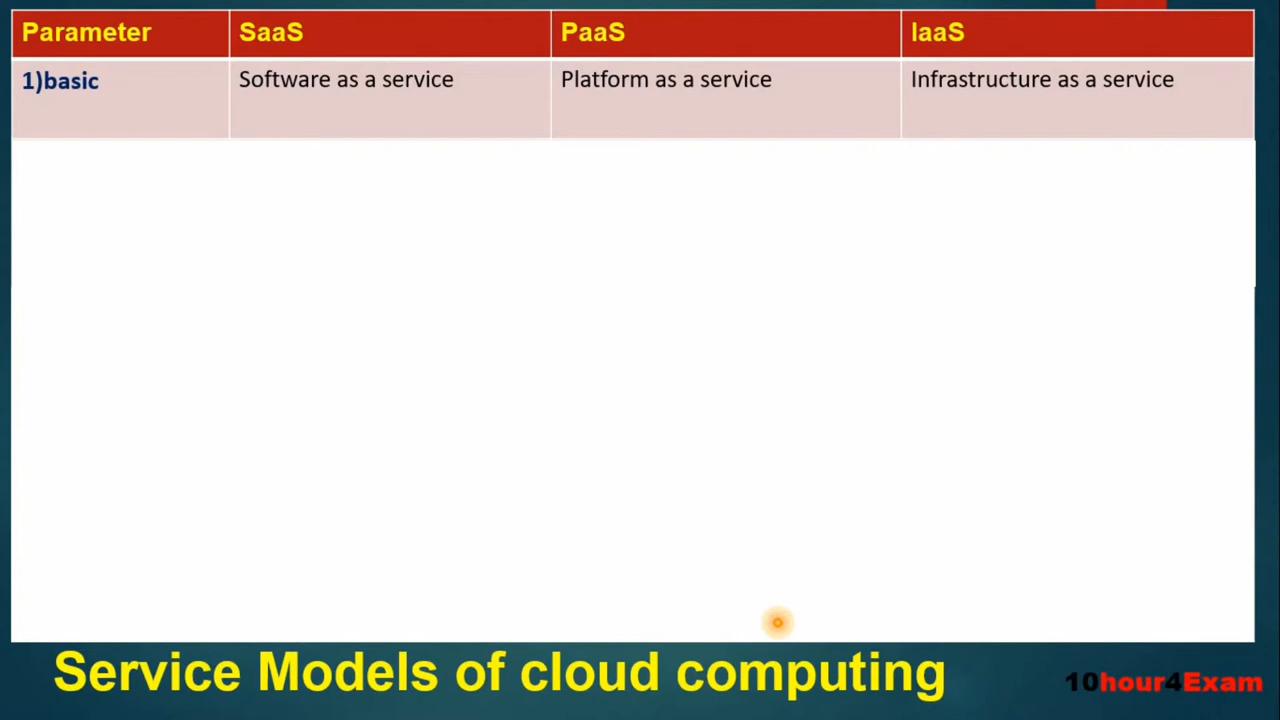 Parameter SaaS PaaS IaaS
1)basic Software as a service Platform as a service Infrastructure as a service
Service Models of cloud computing
10hour4Exam